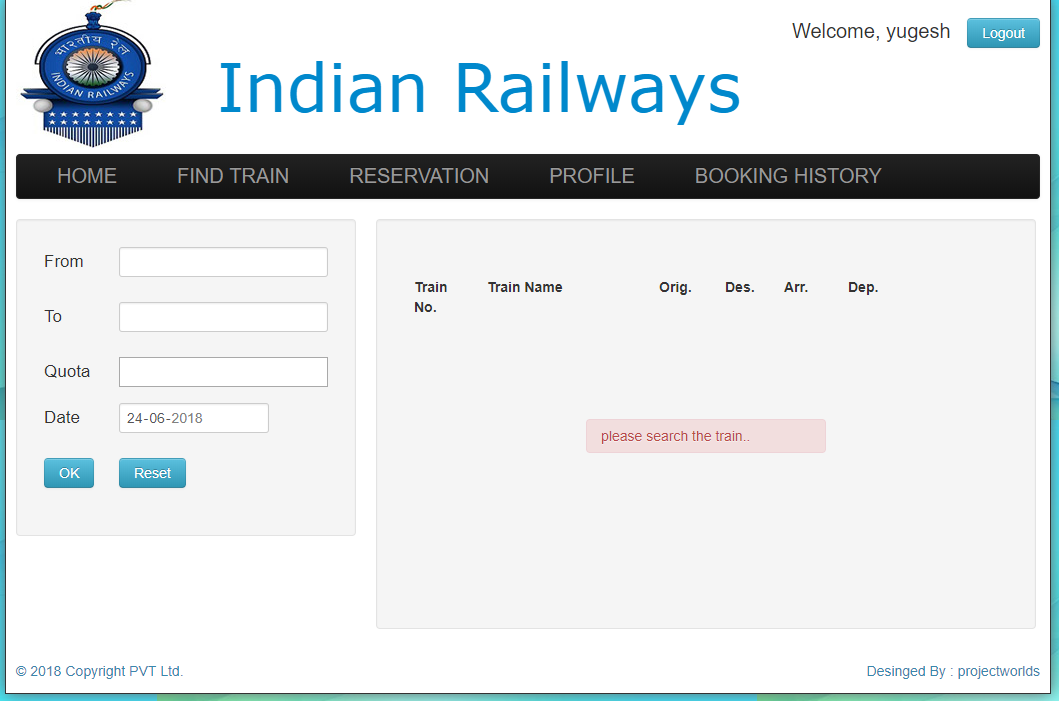 भारतीय रेल
INDIAN RAILWAYS
Indian Railways
Welcome, yugesh
Logout
HOME FIND TRAIN RESERVATION PROFILE BOOKING HISTORY
From
To
Quota
Date 24-06-2018
OK Reset
Train No. Train Name Orig. Des. Arr. Dep.
please search the train..
© 2018 Copyright PVT Ltd. Desinged By : projectworlds